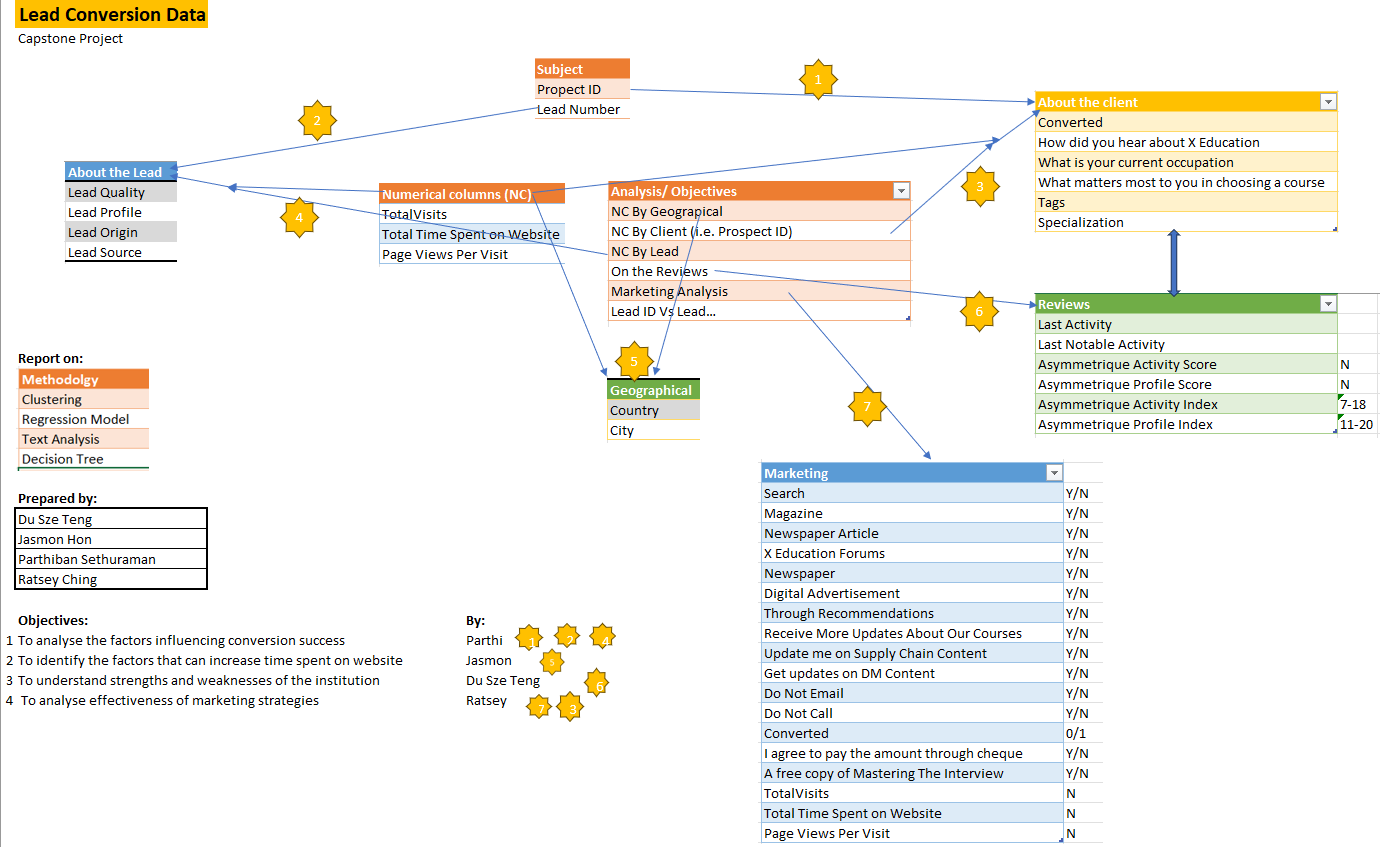 Lead Conversion Data
Capstone Project
Subject
Propect ID
Lead Number
1
2
About the client
Converted
How did you hear about X Education
What is your current occupation
What matters most to you in choosing a course
Tags
Specialization
About the Lead
Lead Quality
Lead Profile
Lead Origin
Lead Source
3
4
Numerical columns (NC)
TotalVisits
Total Time Spent on Website
Page Views Per Visit
Analysis/ Objectives
NC By Geograpical
NC By Client (i.e. Prospect ID)
NC By Lead
On the Reviews
Marketing Analysis
Lead ID Vs Lead...
6
Reviews
Last Activity
Last Notable Activity
Asymmetrique Activity Score N
Asymmetrique Profile Score N
Asymmetrique Activity Index 7-18
Asymmetrique Profile Index 11-20
5
Geographical
Country
City
7
Report on:
Methodolgy
Clustering
Regression Model
Text Analysis
Decision Tree
Prepared by:
Du Sze Teng
Jasmon Hon
Parthiban Sethuraman
Ratsey Ching
Marketing
Search Y/N
Magazine Y/N
Newspaper Article Y/N
X Education Forums Y/N
Newspaper Y/N
Digital Advertisement Y/N
Through Recommendations Y/N
Receive More Updates About Our Courses Y/N
Update me on Supply Chain Content Y/N
Get updates on DM Content Y/N
Do Not Email Y/N
Do Not Call Y/N
Converted 0/1
I agree to pay the amount through cheque Y/N
A free copy of Mastering The Interview Y/N
TotalVisits N
Total Time Spent on Website N
Page Views Per Visit N
Objectives:
1 To analyse the factors influencing conversion success
2 To identify the factors that can increase time spent on website
3 To understand strengths and weaknesses of the institution
4 To analyse effectiveness of marketing strategies
By:
Parthi 1 2 4
Jasmon 5
Du Sze Teng 6
Ratsey 7 3